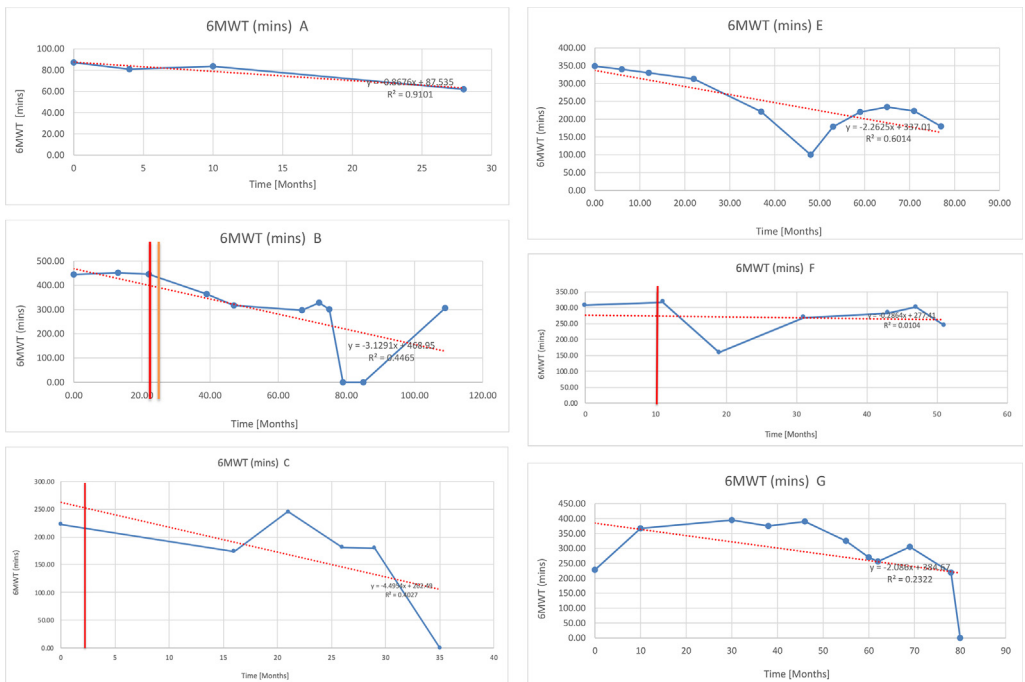 6MWT (mins) A
100.00
80.00
60.00
40.00
20.00
0.00
6MWT [mins]
y = -0.8676x + 87.535
R² = 0.9101
0 5 10 15 20 25 30
Time [Months]
6MWT (mins) B
500.00
400.00
300.00
200.00
100.00
0.00
6MWT (mins)
y = -3.1291x + 468.95
R² = 0.4465
0.00 20.00 40.00 60.00 80.00 100.00 120.00
Time [Months]
6MWT (mins) C
300.00
250.00
200.00
150.00
100.00
50.00
0.00
6MWT (mins)
y = x +
R² = 0.4027
0 5 10 15 20 25 30 35 40
Time [Months]
6MWT (mins) E
400.00
350.00
300.00
250.00
200.00
150.00
100.00
50.00
0.00
6MWT (mins)
y = -2.2625x + 337.01
R² = 0.6014
0.00 10.00 20.00 30.00 40.00 50.00 60.00 70.00 80.00 90.00
Time [Months]
6MWT (mins) F
350.00
300.00
250.00
200.00
150.00
100.00
50.00
0.00
6MWT (mins)
y = x +
R² = 0.0104
0 10 20 30 40 50 60
Time [Months]
6MWT (mins) G
450.00
400.00
350.00
300.00
250.00
200.00
150.00
100.00
50.00
0.00
6MWT (mins)
y = -2.086x +
R² = 0.2322
0 10 20 30 40 50 60 70 80 90
Time [Months]